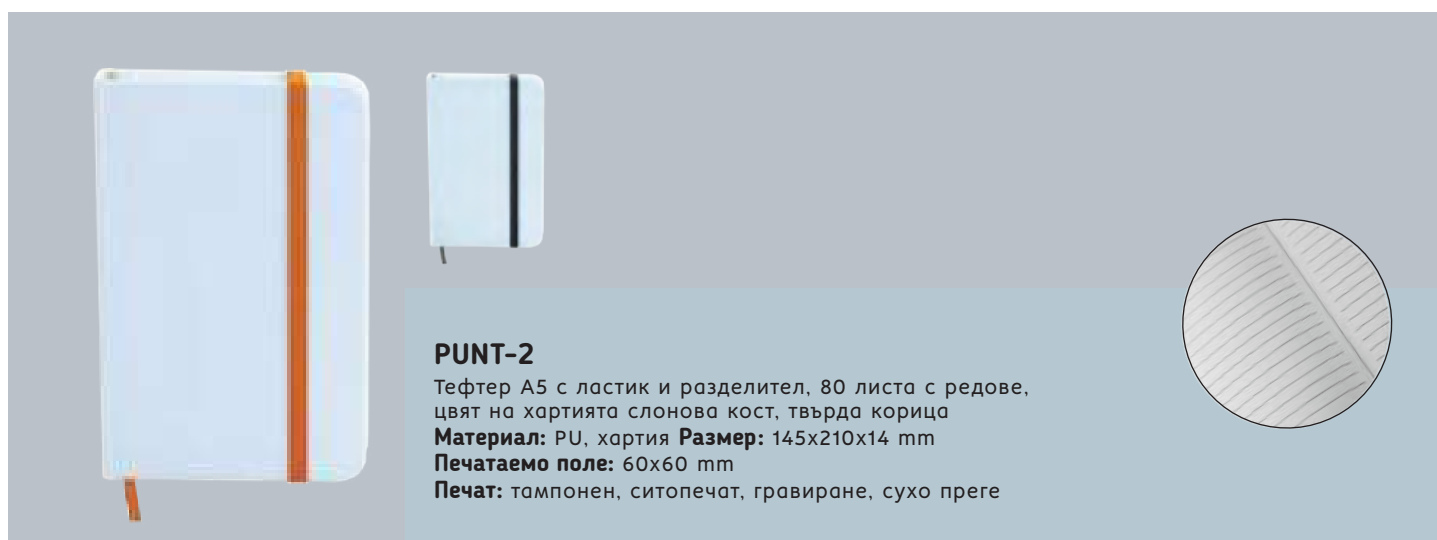 PUNT-2
Тефтер А5 с ластик и разделител, 80 листа с редове,
цвят на хартията слонова кост, твърда корица
Материал: PU, хартия Размер: 145x210x14 mm
Печатаемо поле: 60x60 mm
Печат: тампонен, ситопечат, гравиране, сухо преге